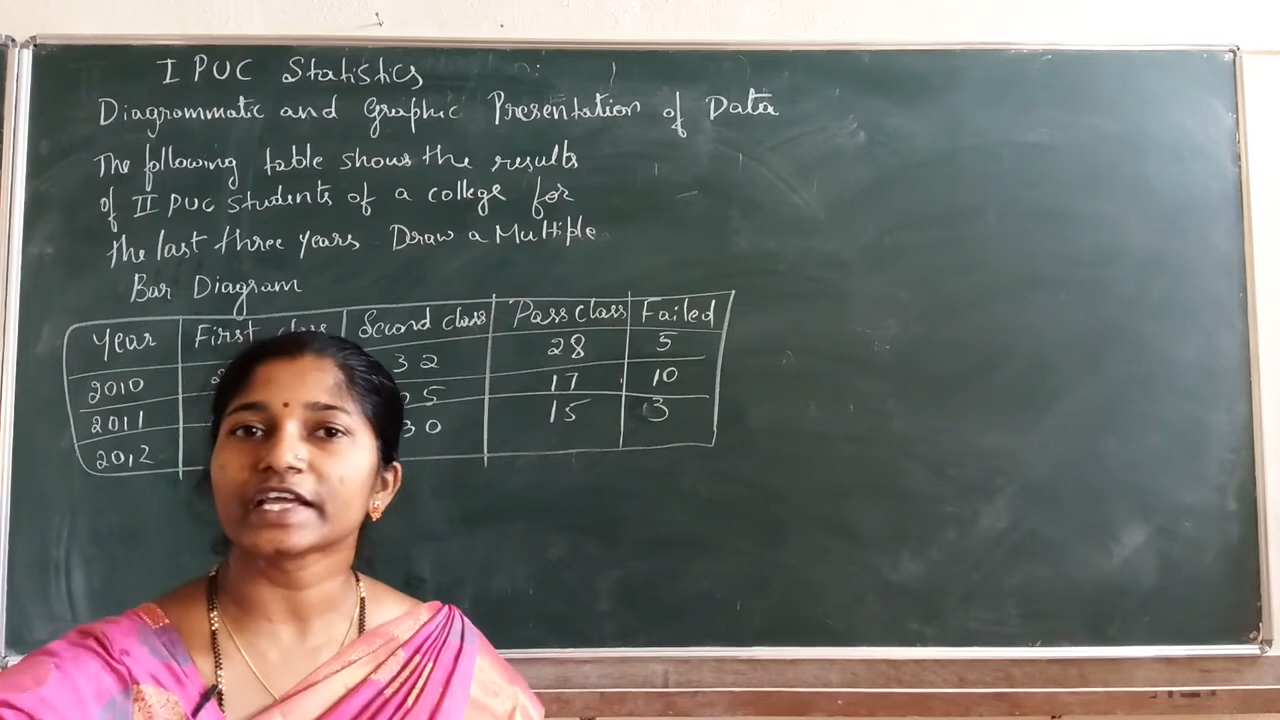 I PUC Statistics
Diagrammatic and Graphic Presentation of Data
The following table shows the results
of II PUC students of a college for
the last three years. Draw a Multiple
Bar Diagram
Year First class Second class Pass class Failed
2010 32 28 5
2011 25 17 10
2012 30 15 3